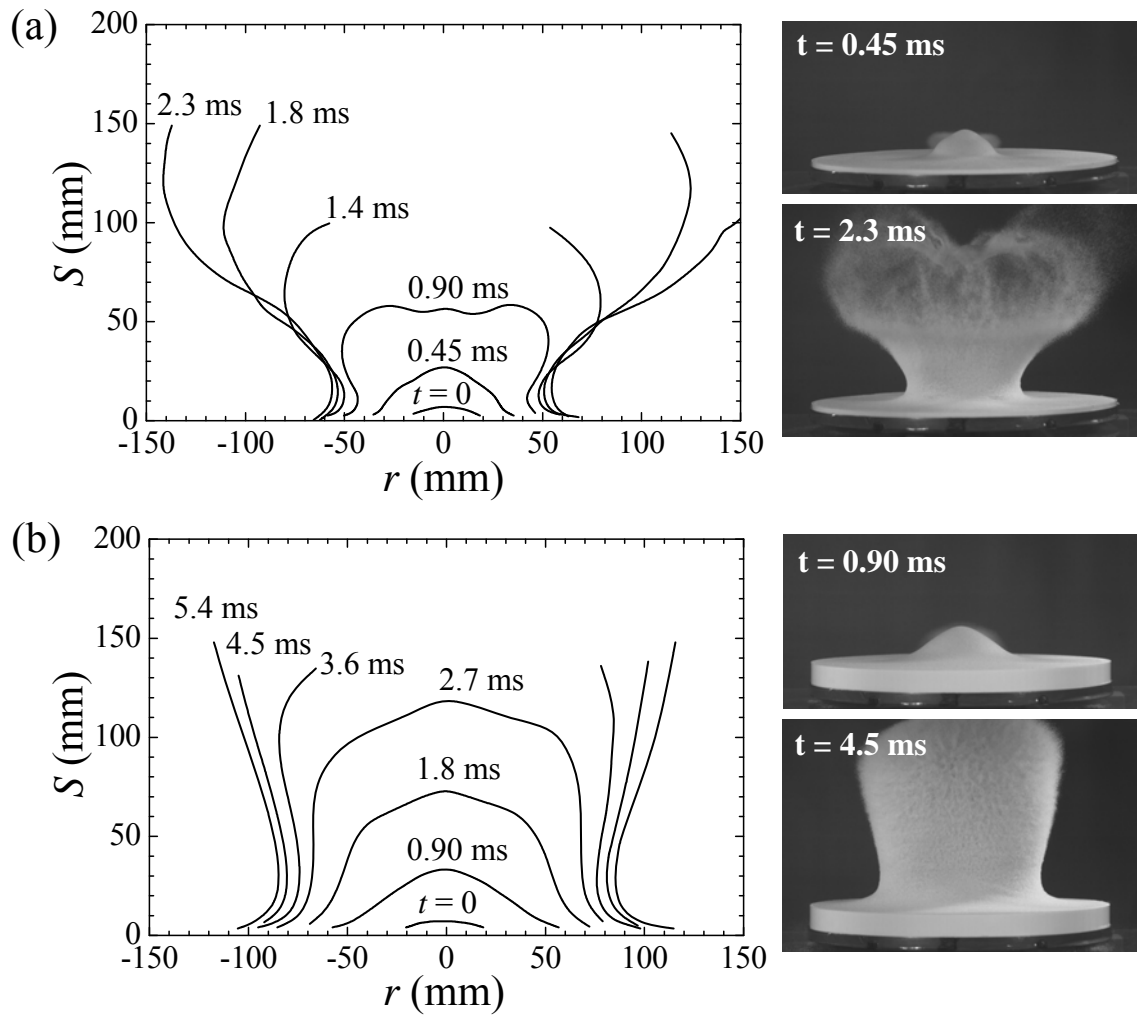 (a)
200
150
100
50
0
S (mm)
-150 -100 -50 0 50 100 150
r (mm)
2.3 ms
1.8 ms
1.4 ms
0.90 ms
0.45 ms
t = 0
t = 0.45 ms
t = 2.3 ms
(b)
200
150
100
50
0
S (mm)
-150 -100 -50 0 50 100 150
r (mm)
5.4 ms
4.5 ms
3.6 ms
2.7 ms
1.8 ms
0.90 ms
t = 0
t = 0.90 ms
t = 4.5 ms